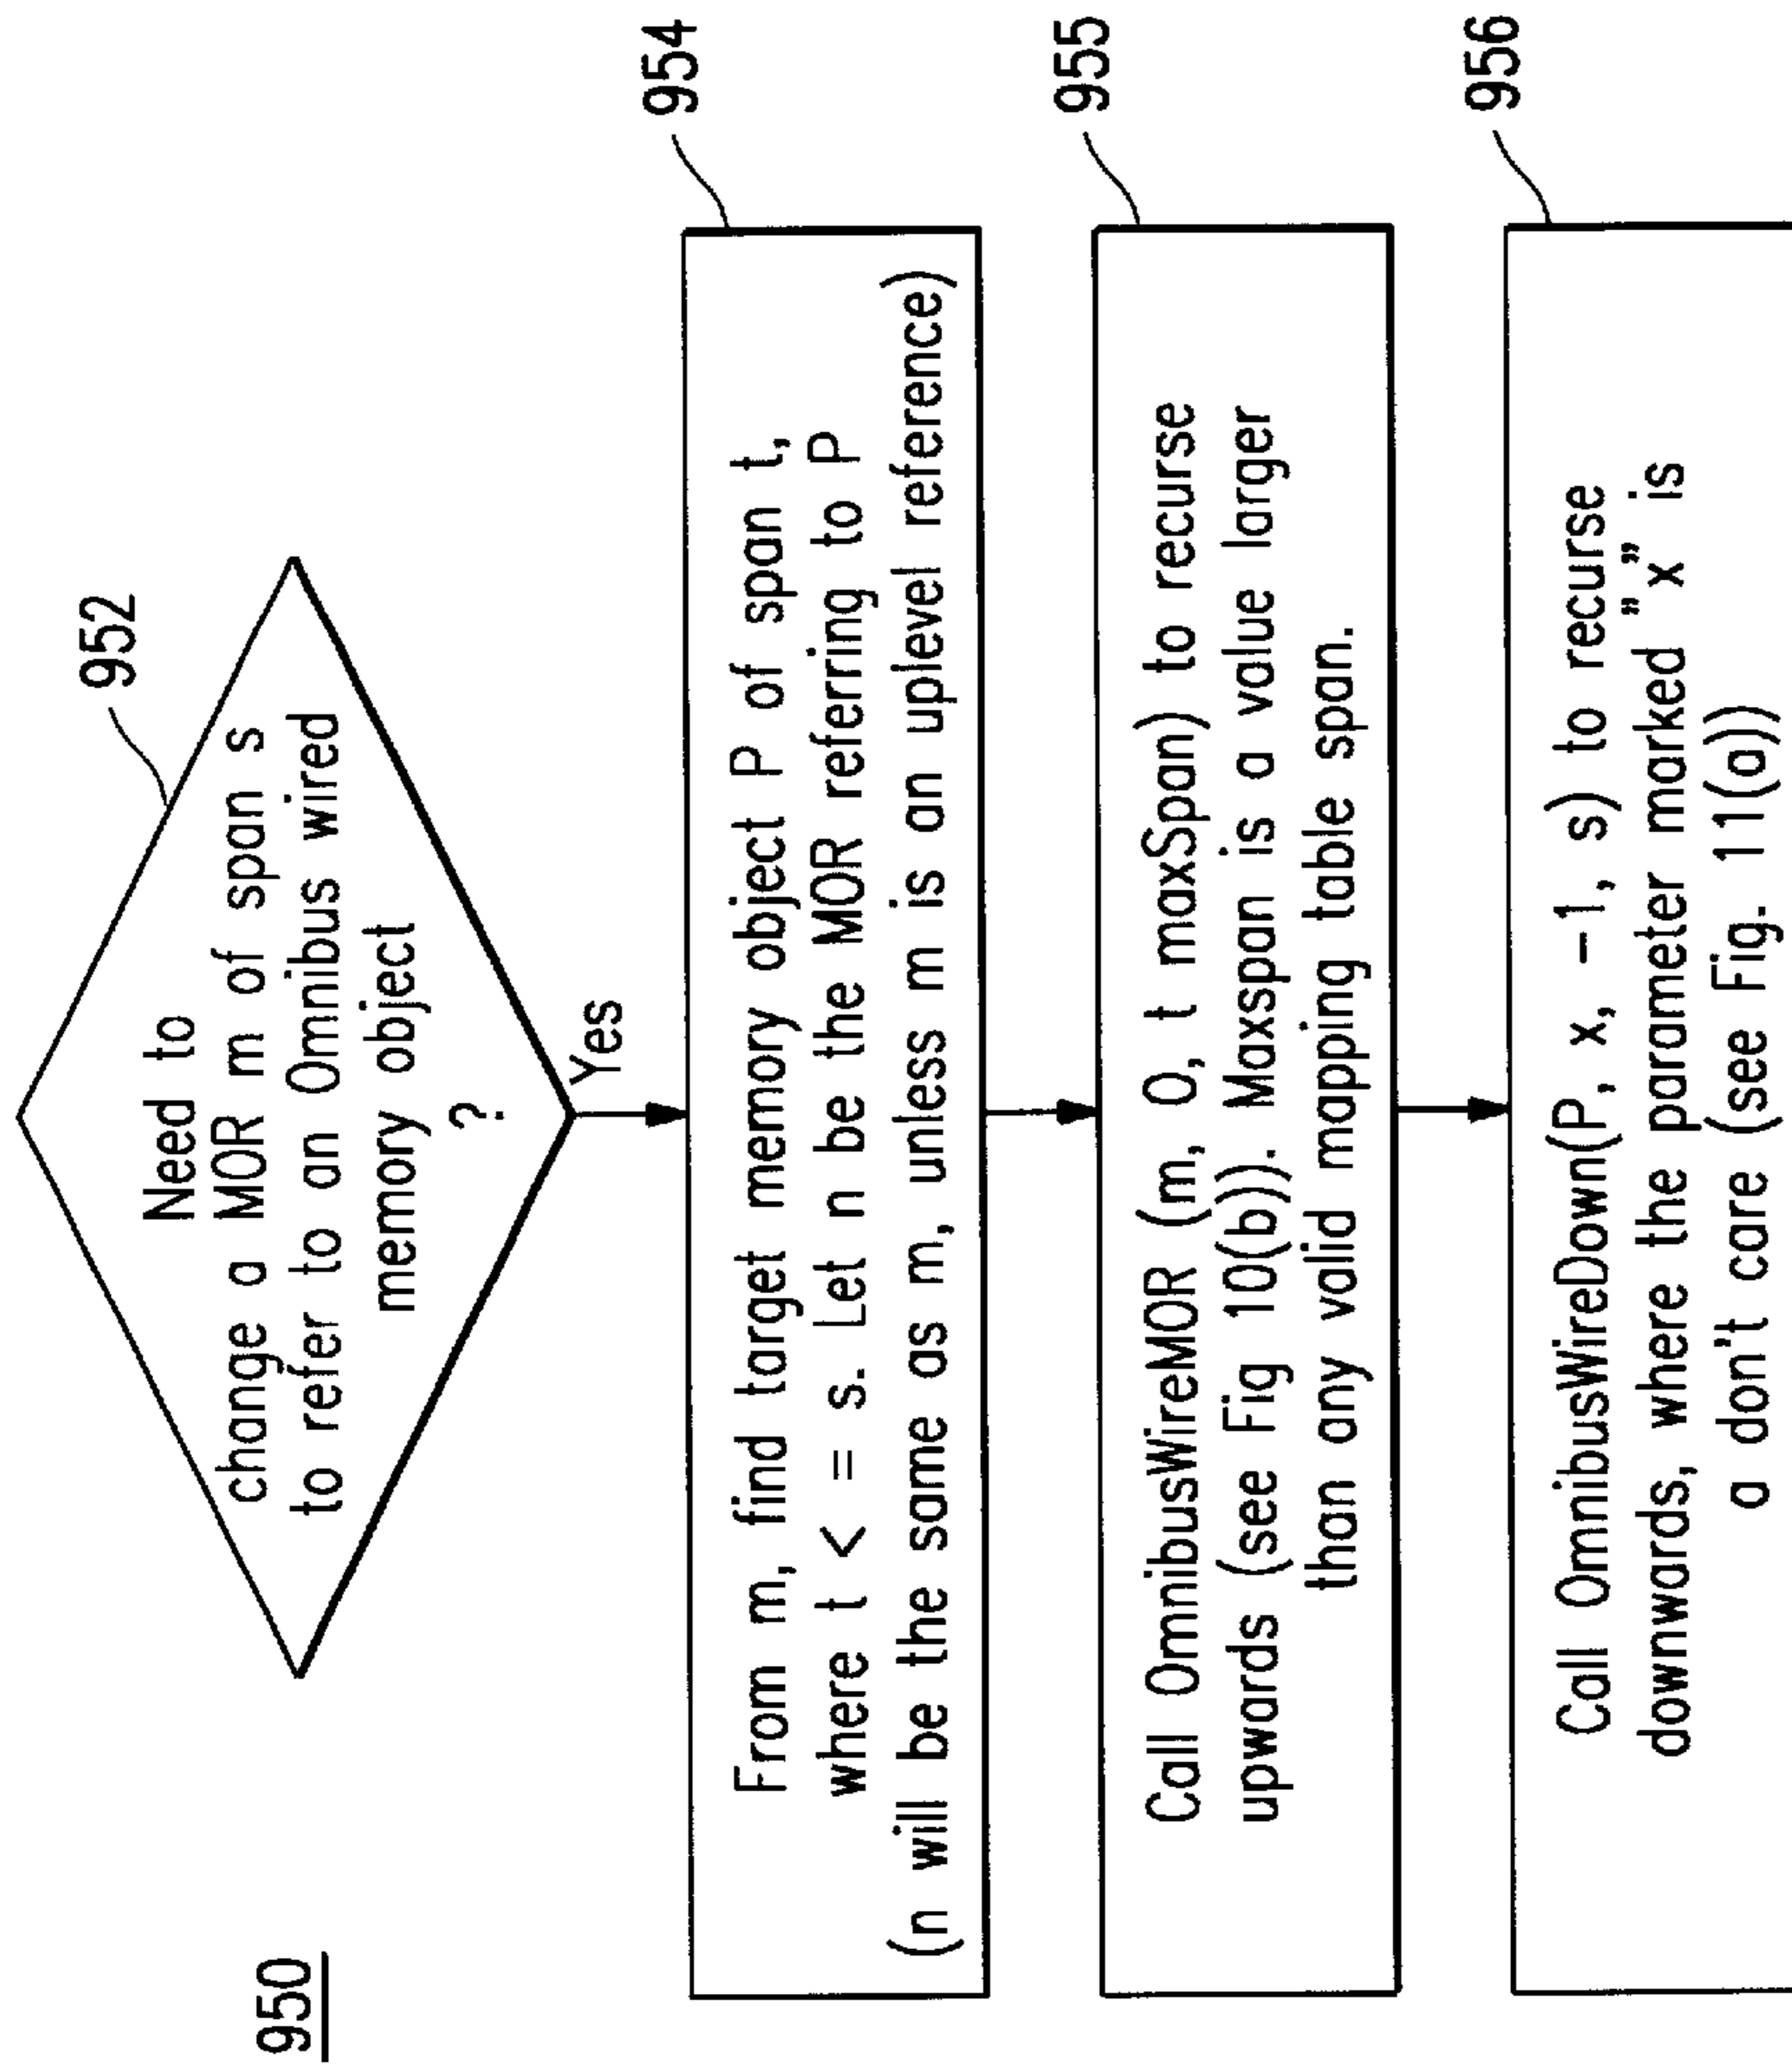 950
952
Need to
change a MOR m of span s
to refer to an Omnibus wired
memory object
?
Yes
954
From m, find target memory object P of span t,
where t < = s. Let n be the MOR referring to P
(n will be the same as m, unless m is an uplevel reference)
955
Call OmnibusWireMOR (m, O, t maxSpan) to recurse
upwards (see Fig 10(b)). Maxspan is a value larger
than any valid mapping table span.
956
Call OmnibusWireDown(P, x, -1, s) to recurse
downwards, where the parameter marked "x" is
a don't care (see Fig. 11(a))